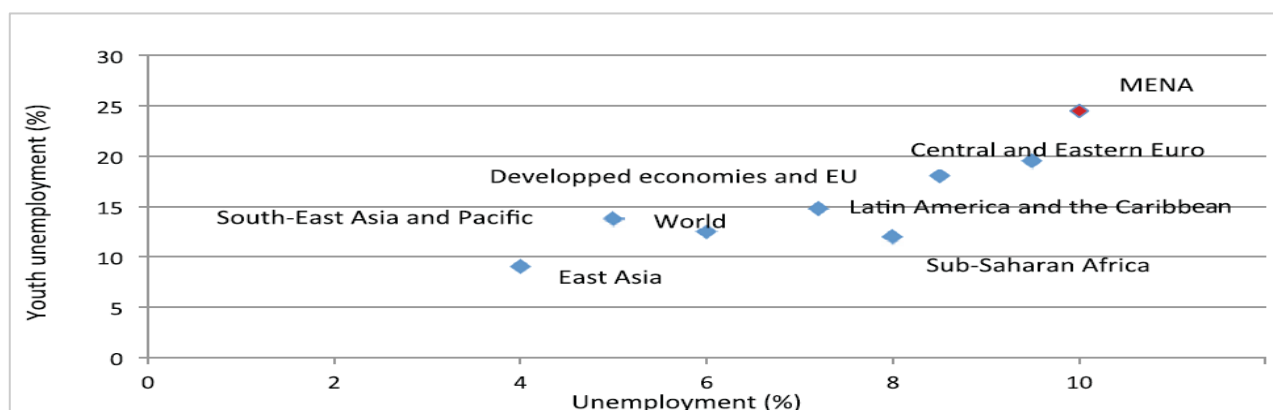 30
MENA
25
Central and Eastern Euro
20
Developped economies and EU
Latin America and the Caribbean
South-East Asia and Pacific
World
15
Sub-Saharan Africa
10
East Asia
5
0
Youth unemployment (%)
0 2 4 6 8 10
Unemployment (%)